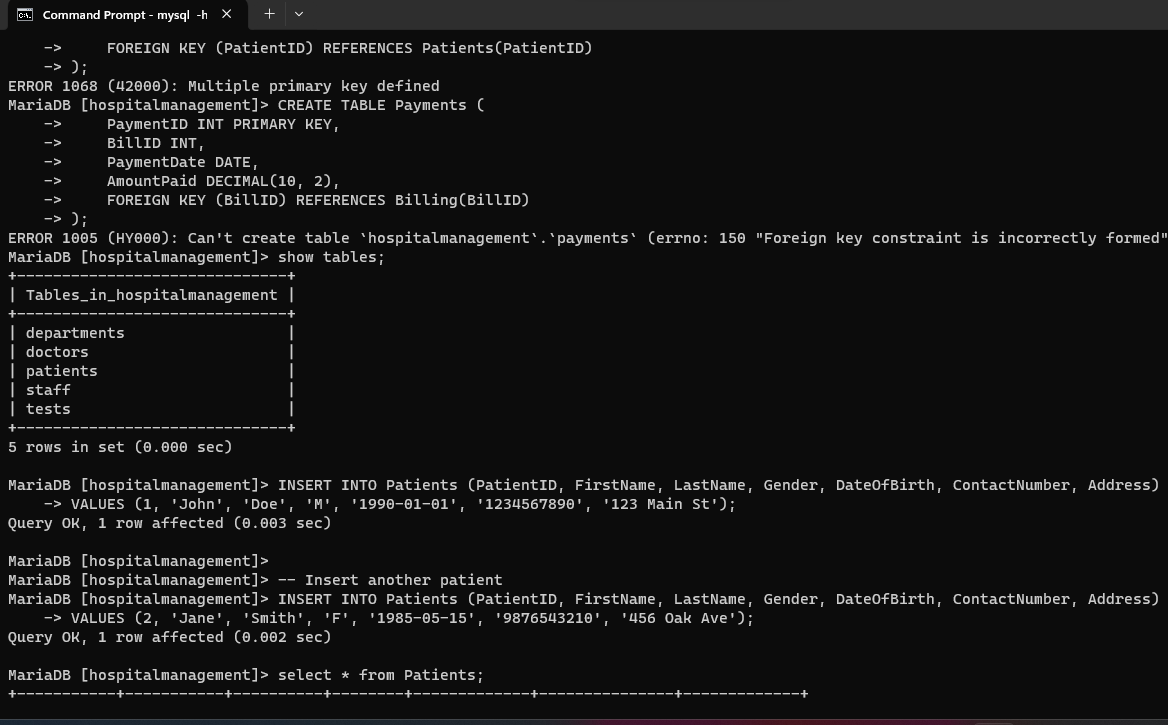 Command Prompt - mysql -h
-> FOREIGN KEY (PatientID) REFERENCES Patients(PatientID)
-> );
ERROR 1068 (42000): Multiple primary key defined
MariaDB [hospitalmanagement]> CREATE TABLE Payments (
-> PaymentID INT PRIMARY KEY,
-> BillID INT,
-> PaymentDate DATE,
-> AmountPaid DECIMAL(10, 2),
-> FOREIGN KEY (BillID) REFERENCES Billing(BillID)
-> );
ERROR 1005 (HY000): Can't create table `hospitalmanagement`.`payments` (errno: 150 "Foreign key constraint is incorrectly formed"
MariaDB [hospitalmanagement]> show tables;
+------------------------------+
| Tables_in_hospitalmanagement |
+------------------------------+
| departments                  |
| doctors                      |
| patients                     |
| staff                        |
| tests                        |
+------------------------------+
5 rows in set (0.000 sec)
MariaDB [hospitalmanagement]> INSERT INTO Patients (PatientID, FirstName, LastName, Gender, DateOfBirth, ContactNumber, Address)
-> VALUES (1, 'John', 'Doe', 'M', '1990-01-01', '1234567890', '123 Main St');
Query OK, 1 row affected (0.003 sec)
MariaDB [hospitalmanagement]>
MariaDB [hospitalmanagement]> -- Insert another patient
MariaDB [hospitalmanagement]> INSERT INTO Patients (PatientID, FirstName, LastName, Gender, DateOfBirth, ContactNumber, Address)
-> VALUES (2, 'Jane', 'Smith', 'F', '1985-05-15', '9876543210', '456 Oak Ave');
Query OK, 1 row affected (0.002 sec)
MariaDB [hospitalmanagement]> select * from Patients;
+-----------+-----------+----------+--------+-------------+---------------+-------------+